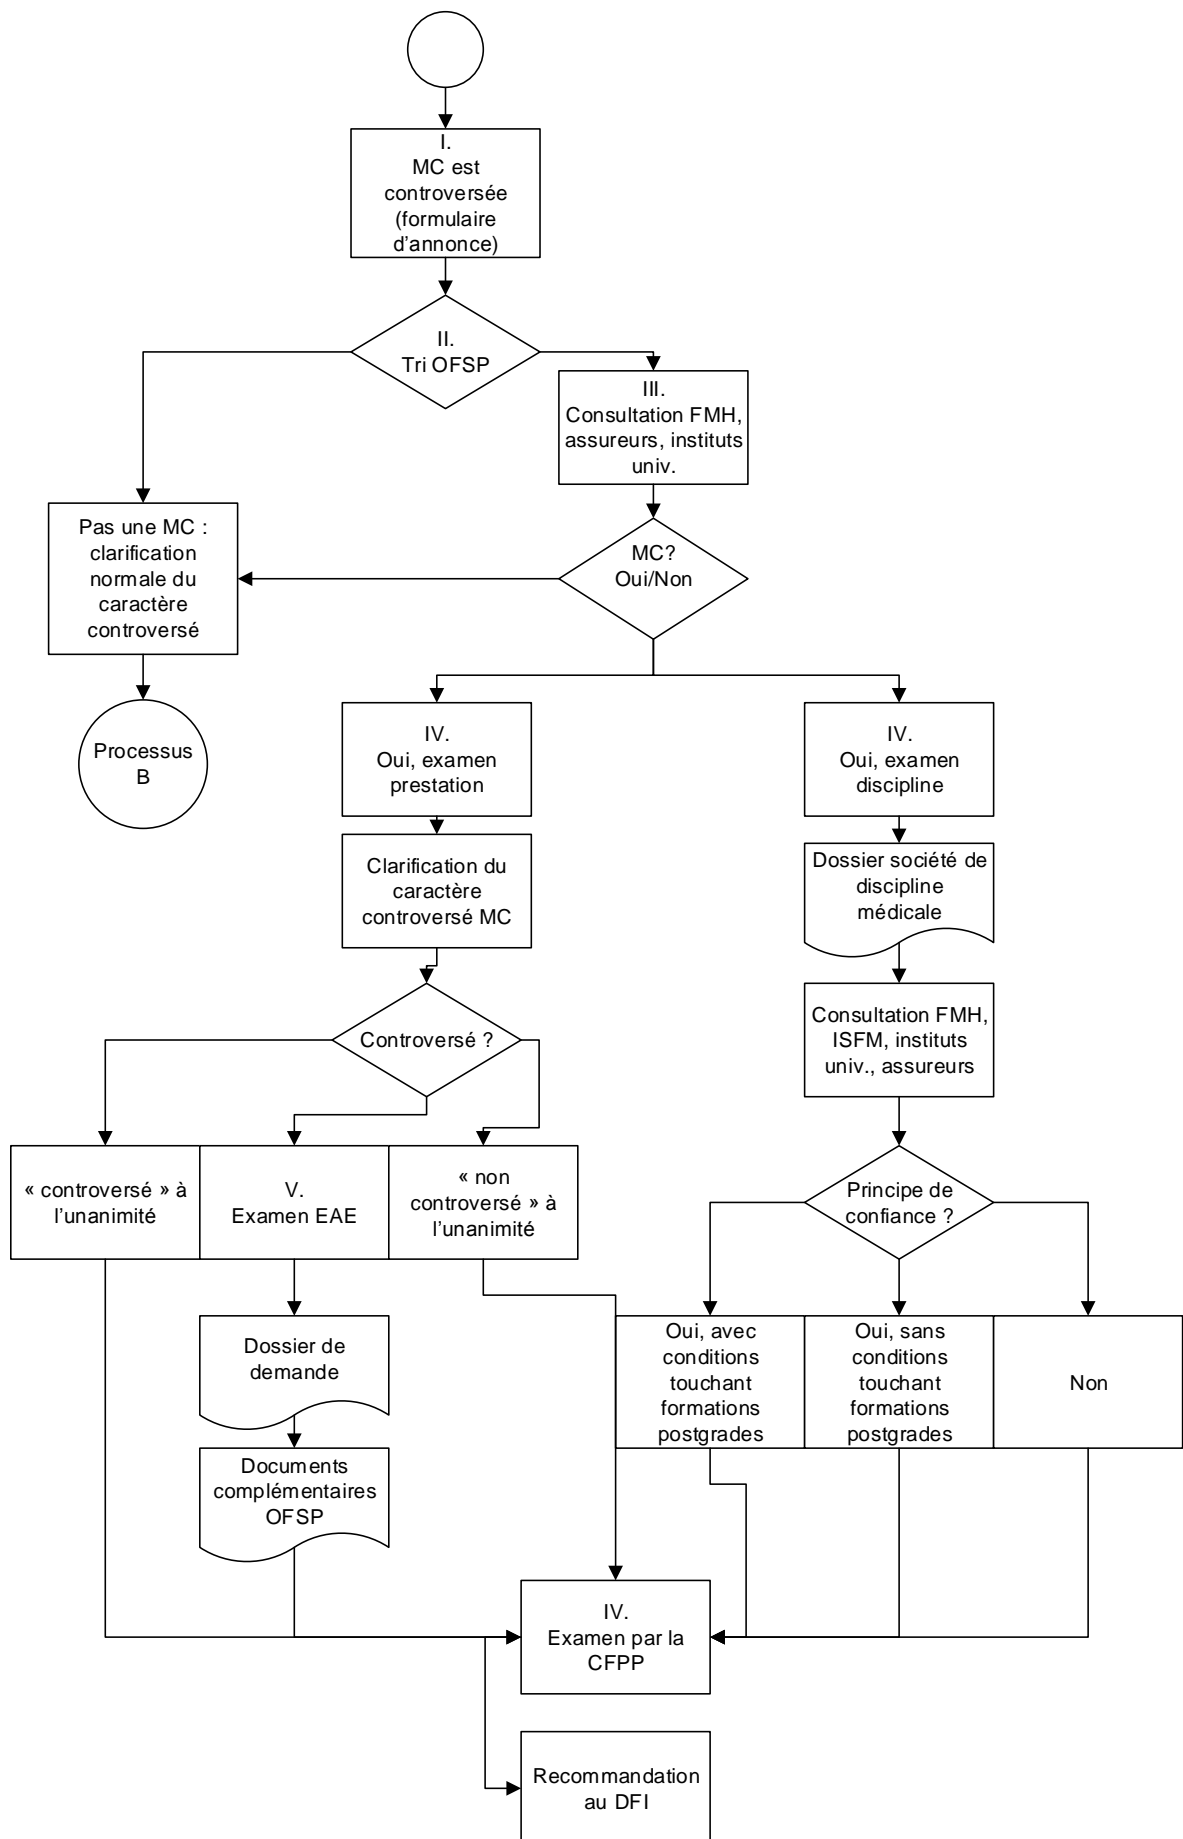 I.
MC est
controversée
(formulaire
d'annonce)
II.
Tri OFSP
III.
Consultation FMH,
assureurs, instituts
univ.
Pas une MC :
clarification
normale du
caractère
controversé
MC?
Oui/Non
Processus
B
IV.
Oui, examen
prestation
IV.
Oui, examen
discipline
Clarification du
caractère
controversé MC
Dossier société de
discipline
médicale
Controversé ?
Consultation FMH,
ISFM, instituts
univ., assureurs
« controversé » à
l'unanimité
V.
Examen EAE
« non
controversé » à
l'unanimité
Principe de
confiance ?
Dossier de
demande
Oui, avec
conditions
touchant
formations
postgrades
Oui, sans
conditions
touchant
formations
postgrades
Non
Documents
complémentaires
OFSP
IV.
Examen par la
CFPP
Recommandation
au DFI